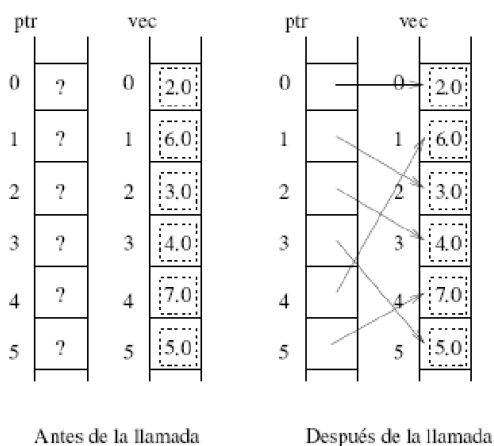 ptr vec ptr vec
0 ? 0 2.0 0 0 2.0
1 ? 1 6.0 1 1 6.0
2 ? 2 3.0 2 2 3.0
3 ? 3 4.0 3 3 4.0
4 ? 4 7.0 4 4 7.0
5 ? 5 5.0 5 5 5.0
Antes de la llamada Después de la llamada